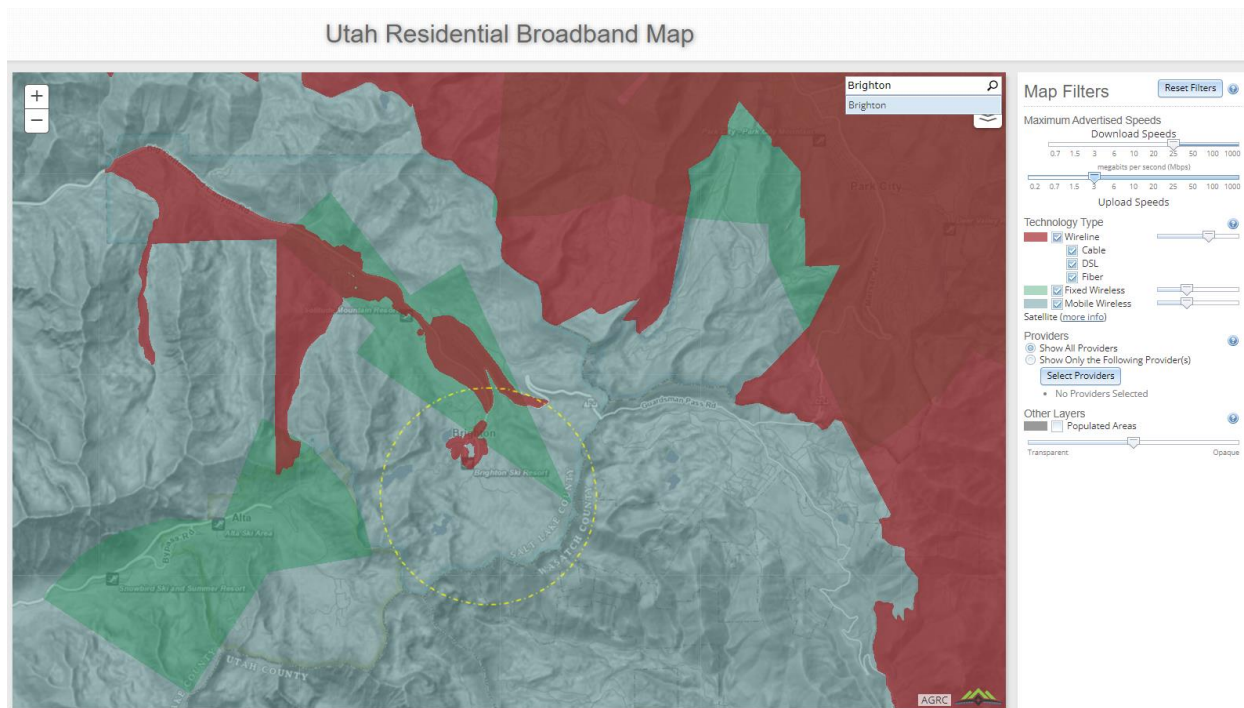 Utah Residential Broadband Map
+
−
Brighton
Brighton
Park City
Guardsman Pass Rd
Brighton
Brighton Ski Resort
Alta
Alta Ski Area
Snowbird Ski and Summer Resort
SALT LAKE COUNTY
WASATCH COUNTY
UTAH COUNTY
AGRC
Map Filters
Reset Filters
Maximum Advertised Speeds
Download Speeds
0.7 1.5 3 6 10 20 25 50 100 1000
megabits per second (Mbps)
0.2 0.7 1.5 3 6 10 20 25 50 100 1000
Upload Speeds
Technology Type
Wireline
Cable
DSL
Fiber
Fixed Wireless
Mobile Wireless
Satellite (more info)
Providers
Show All Providers
Show Only the Following Provider(s)
Select Providers
• No Providers Selected
Other Layers
Populated Areas
Transparent Opaque